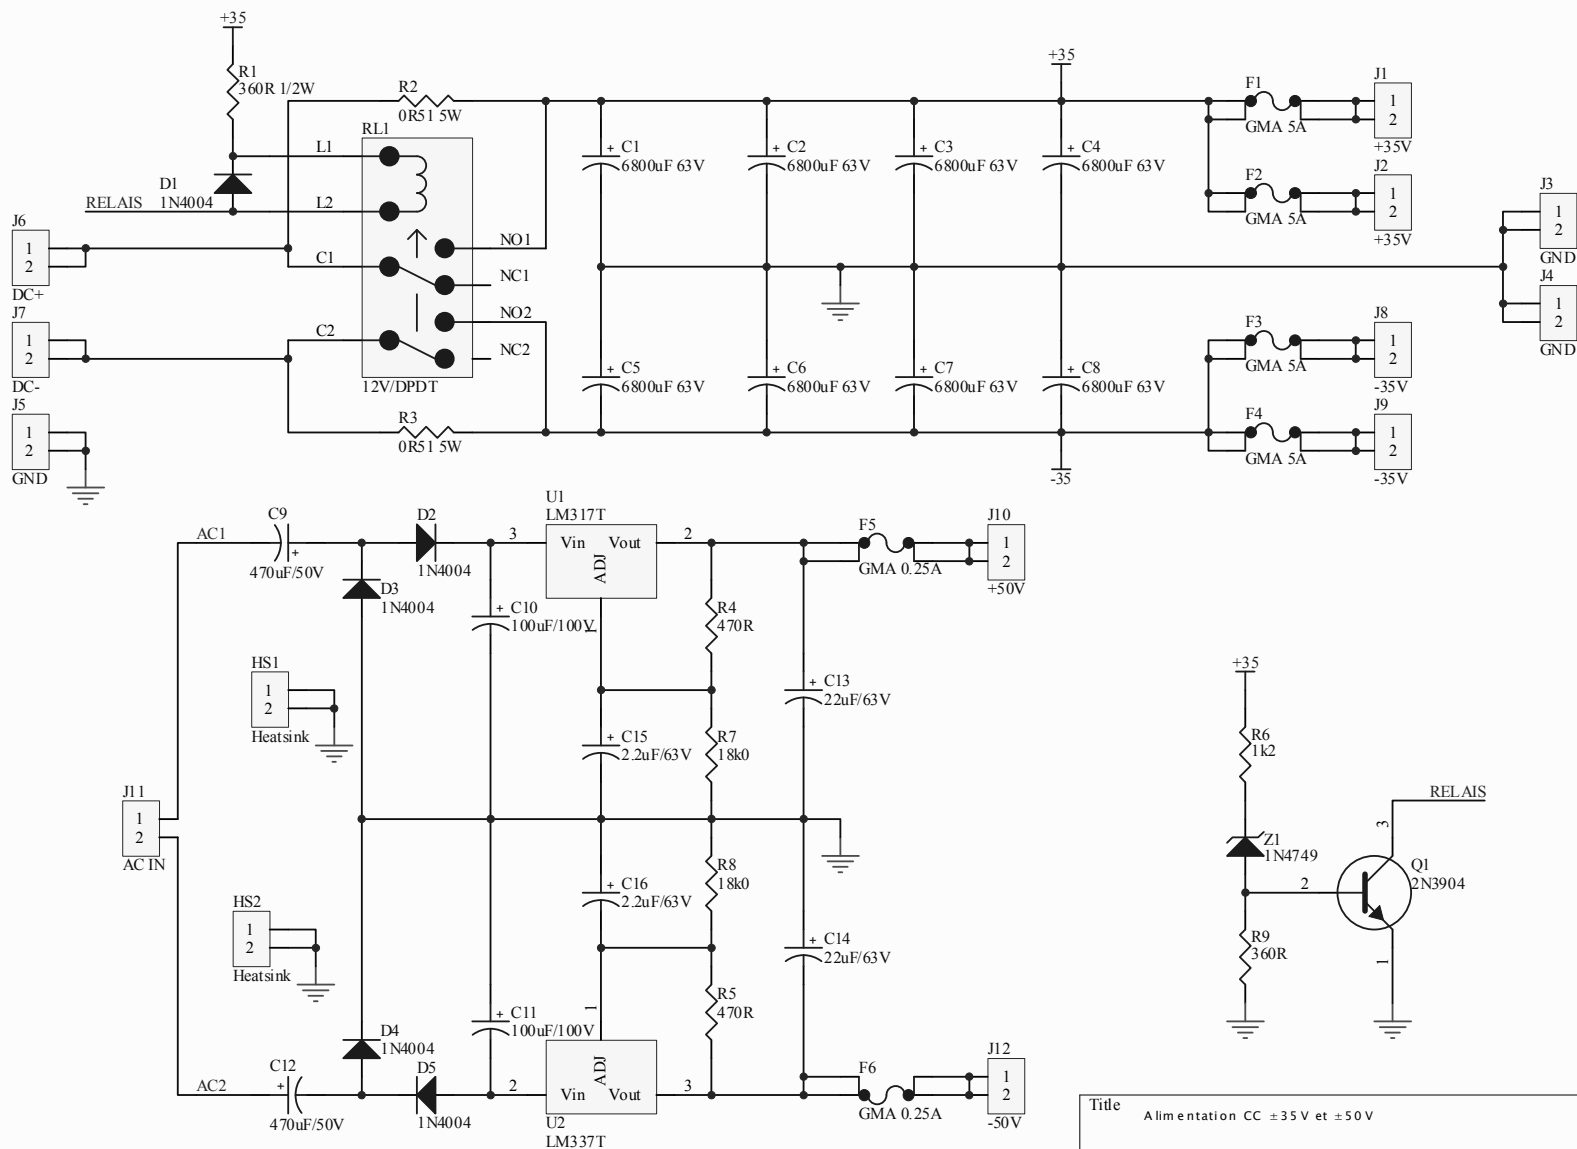 +35
R1
360R 1/2W
R2
0R51 5W
RL1
L1
L2
D1
1N4004
RELAIS
C1
C2
NO1
NC1
NO2
NC2
12V/DPDT
R3
0R51 5W
J6
1
2
DC+
J7
1
2
DC-
J5
1
2
GND
+ C1
6800uF 63V
+ C2
6800uF 63V
+ C3
6800uF 63V
+35
+ C4
6800uF 63V
+ C5
6800uF 63V
+ C6
6800uF 63V
+ C7
6800uF 63V
+ C8
6800uF 63V
-35
F1
GMA 5A
J1
1
2
+35V
F2
GMA 5A
J2
1
2
+35V
J3
1
2
GND
J4
1
2
GND
F3
GMA 5A
J8
1
2
-35V
F4
GMA 5A
J9
1
2
-35V
AC1
C9
+
470uF/50V
D2
1N4004
D3
1N4004
3
U1
LM317T
Vin Vout
ADJ
1
2
+ C10
100uF/100V
R4
470R
F5
GMA 0.25A
J10
1
2
+50V
HS1
1
2
Heatsink
+ C15
2.2uF/63V
R7
18k0
+ C13
22uF/63V
J11
1
2
AC IN
HS2
1
2
Heatsink
+ C16
2.2uF/63V
R8
18k0
+ C14
22uF/63V
R5
470R
+ C11
100uF/100V
D4
1N4004
AC2
C12
+
470uF/50V
D5
1N4004
2
1
ADJ
Vin Vout
U2
LM337T
3
F6
GMA 0.25A
J12
1
2
-50V
+35
R6
1k2
Z1
1N4749
R9
360R
RELAIS
3
2
Q1
2N3904
1
Title
Alimentation CC ±35V et ±50V